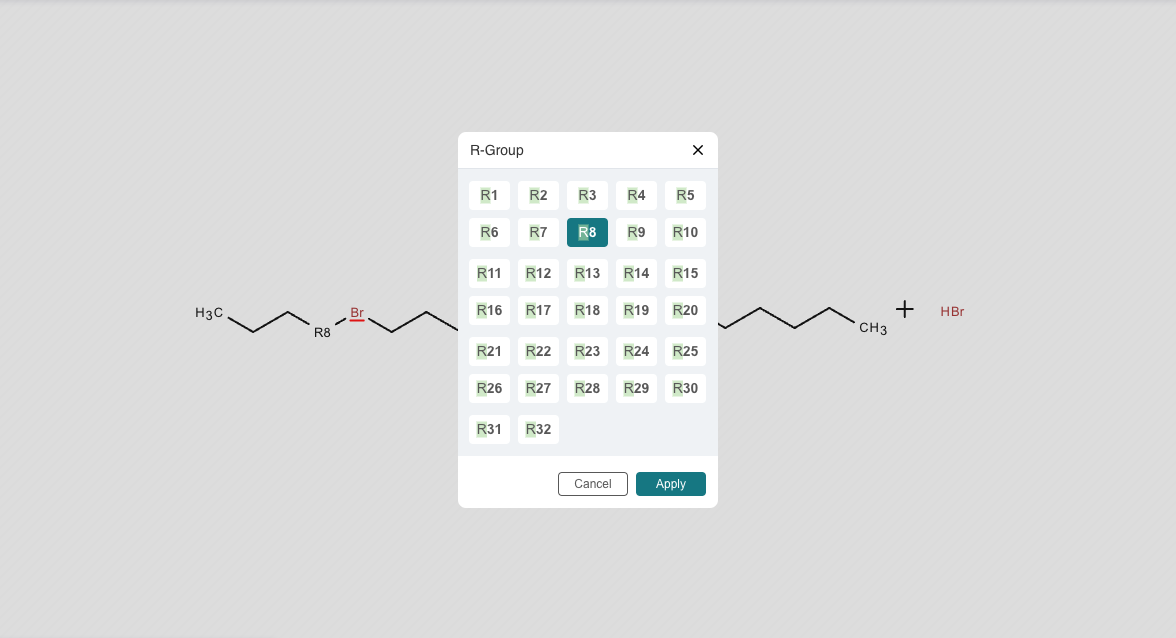 R-Group
R1 R2 R3 R4 R5
R6 R7 R8 R9 R10
R11 R12 R13 R14 R15
R16 R17 R18 R19 R20
H3C R8 Br CH3 + HBr
R21 R22 R23 R24 R25
R26 R27 R28 R29 R30
R31 R32
Cancel Apply